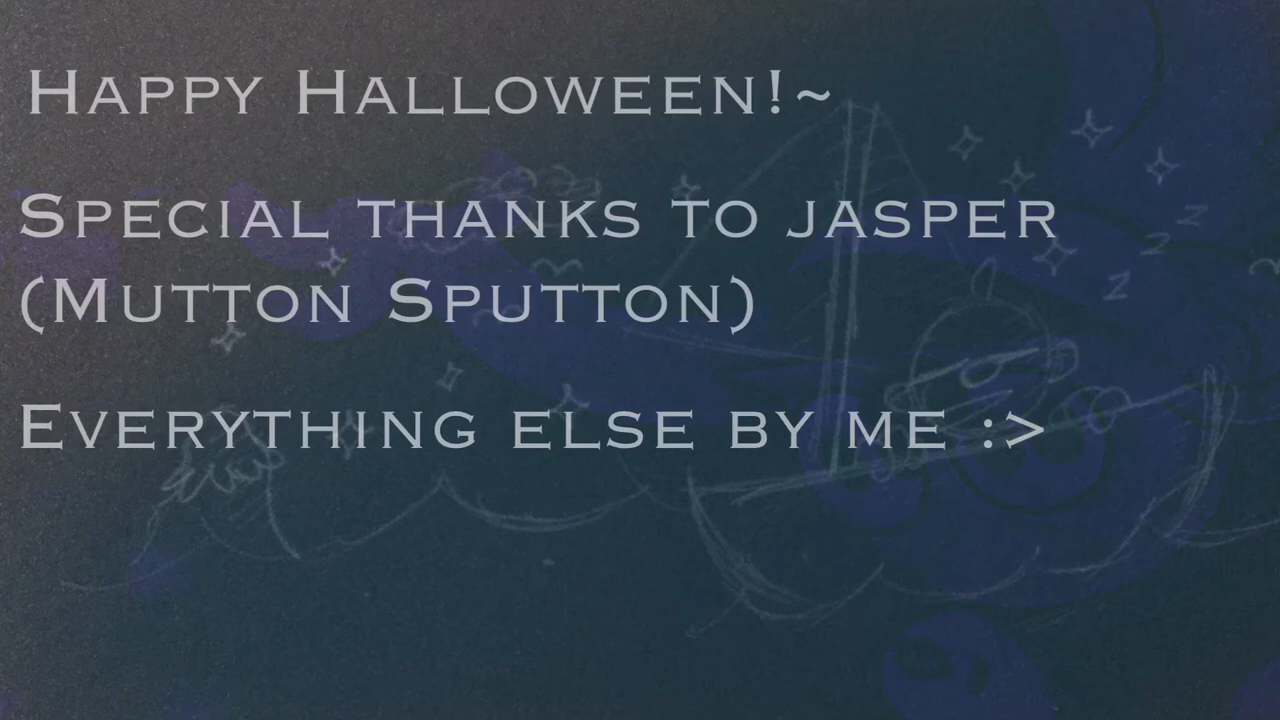 Happy Halloween!~
Special thanks to jasper
(Mutton Sputton)
Everything else by me :>
z
z
z